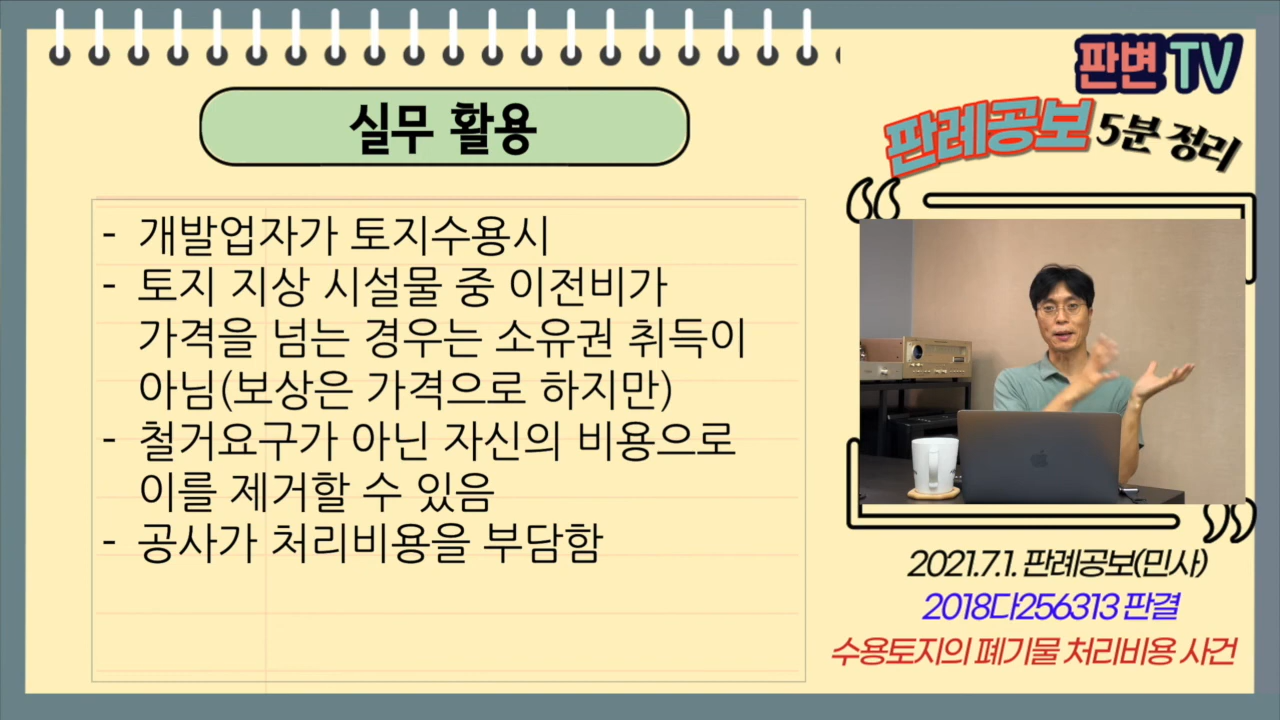 실무 활용
- 개발업자가 토지수용시
- 토지 지상 시설물 중 이전비가
가격을 넘는 경우는 소유권 취득이
아님(보상은 가격으로 하지만)
- 철거요구가 아닌 자신의 비용으로
이를 제거할 수 있음
- 공사가 처리비용을 부담함
판변TV
판례공보 5분 정리
2021.7.1. 판례공보(민사)
2018다256313 판결
수용토지의 폐기물 처리비용 사건